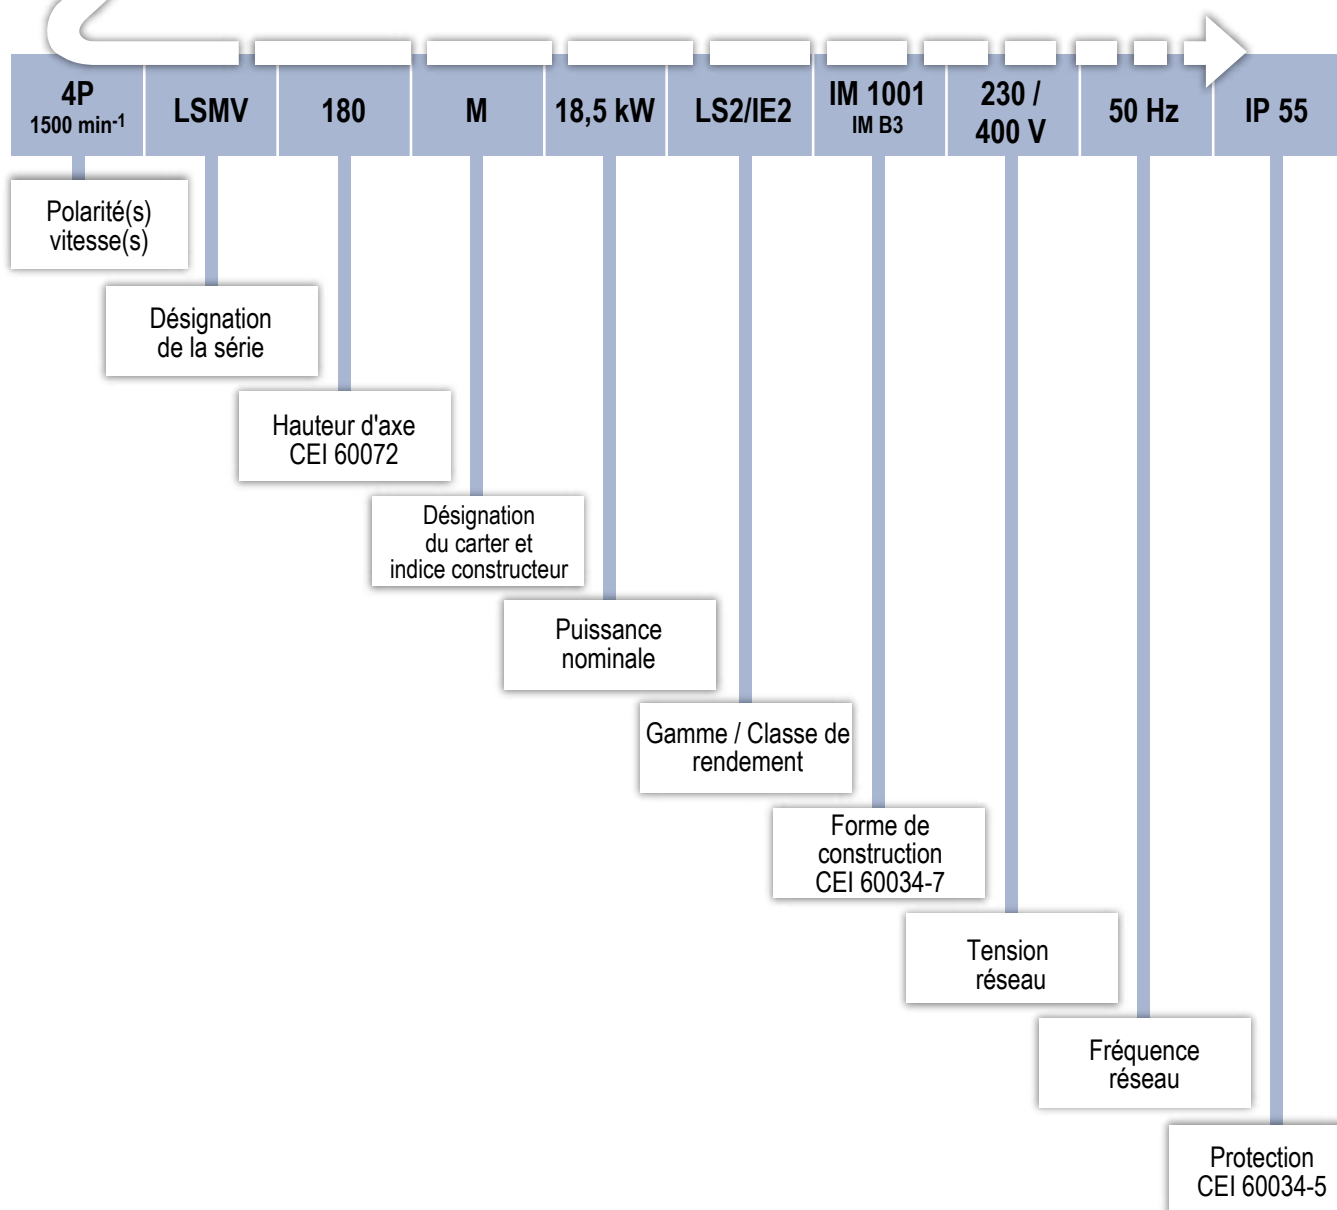 4P
1500 min-1
LSMV
180
M
18,5 kW
LS2/IE2
IM 1001
IM B3
230 /
400 V
50 Hz
IP 55
Polarité(s)
vitesse(s)
Désignation
de la série
Hauteur d'axe
CEI 60072
Désignation
du carter et
indice constructeur
Puissance
nominale
Gamme / Classe de
rendement
Forme de
construction
CEI 60034-7
Tension
réseau
Fréquence
réseau
Protection
CEI 60034-5